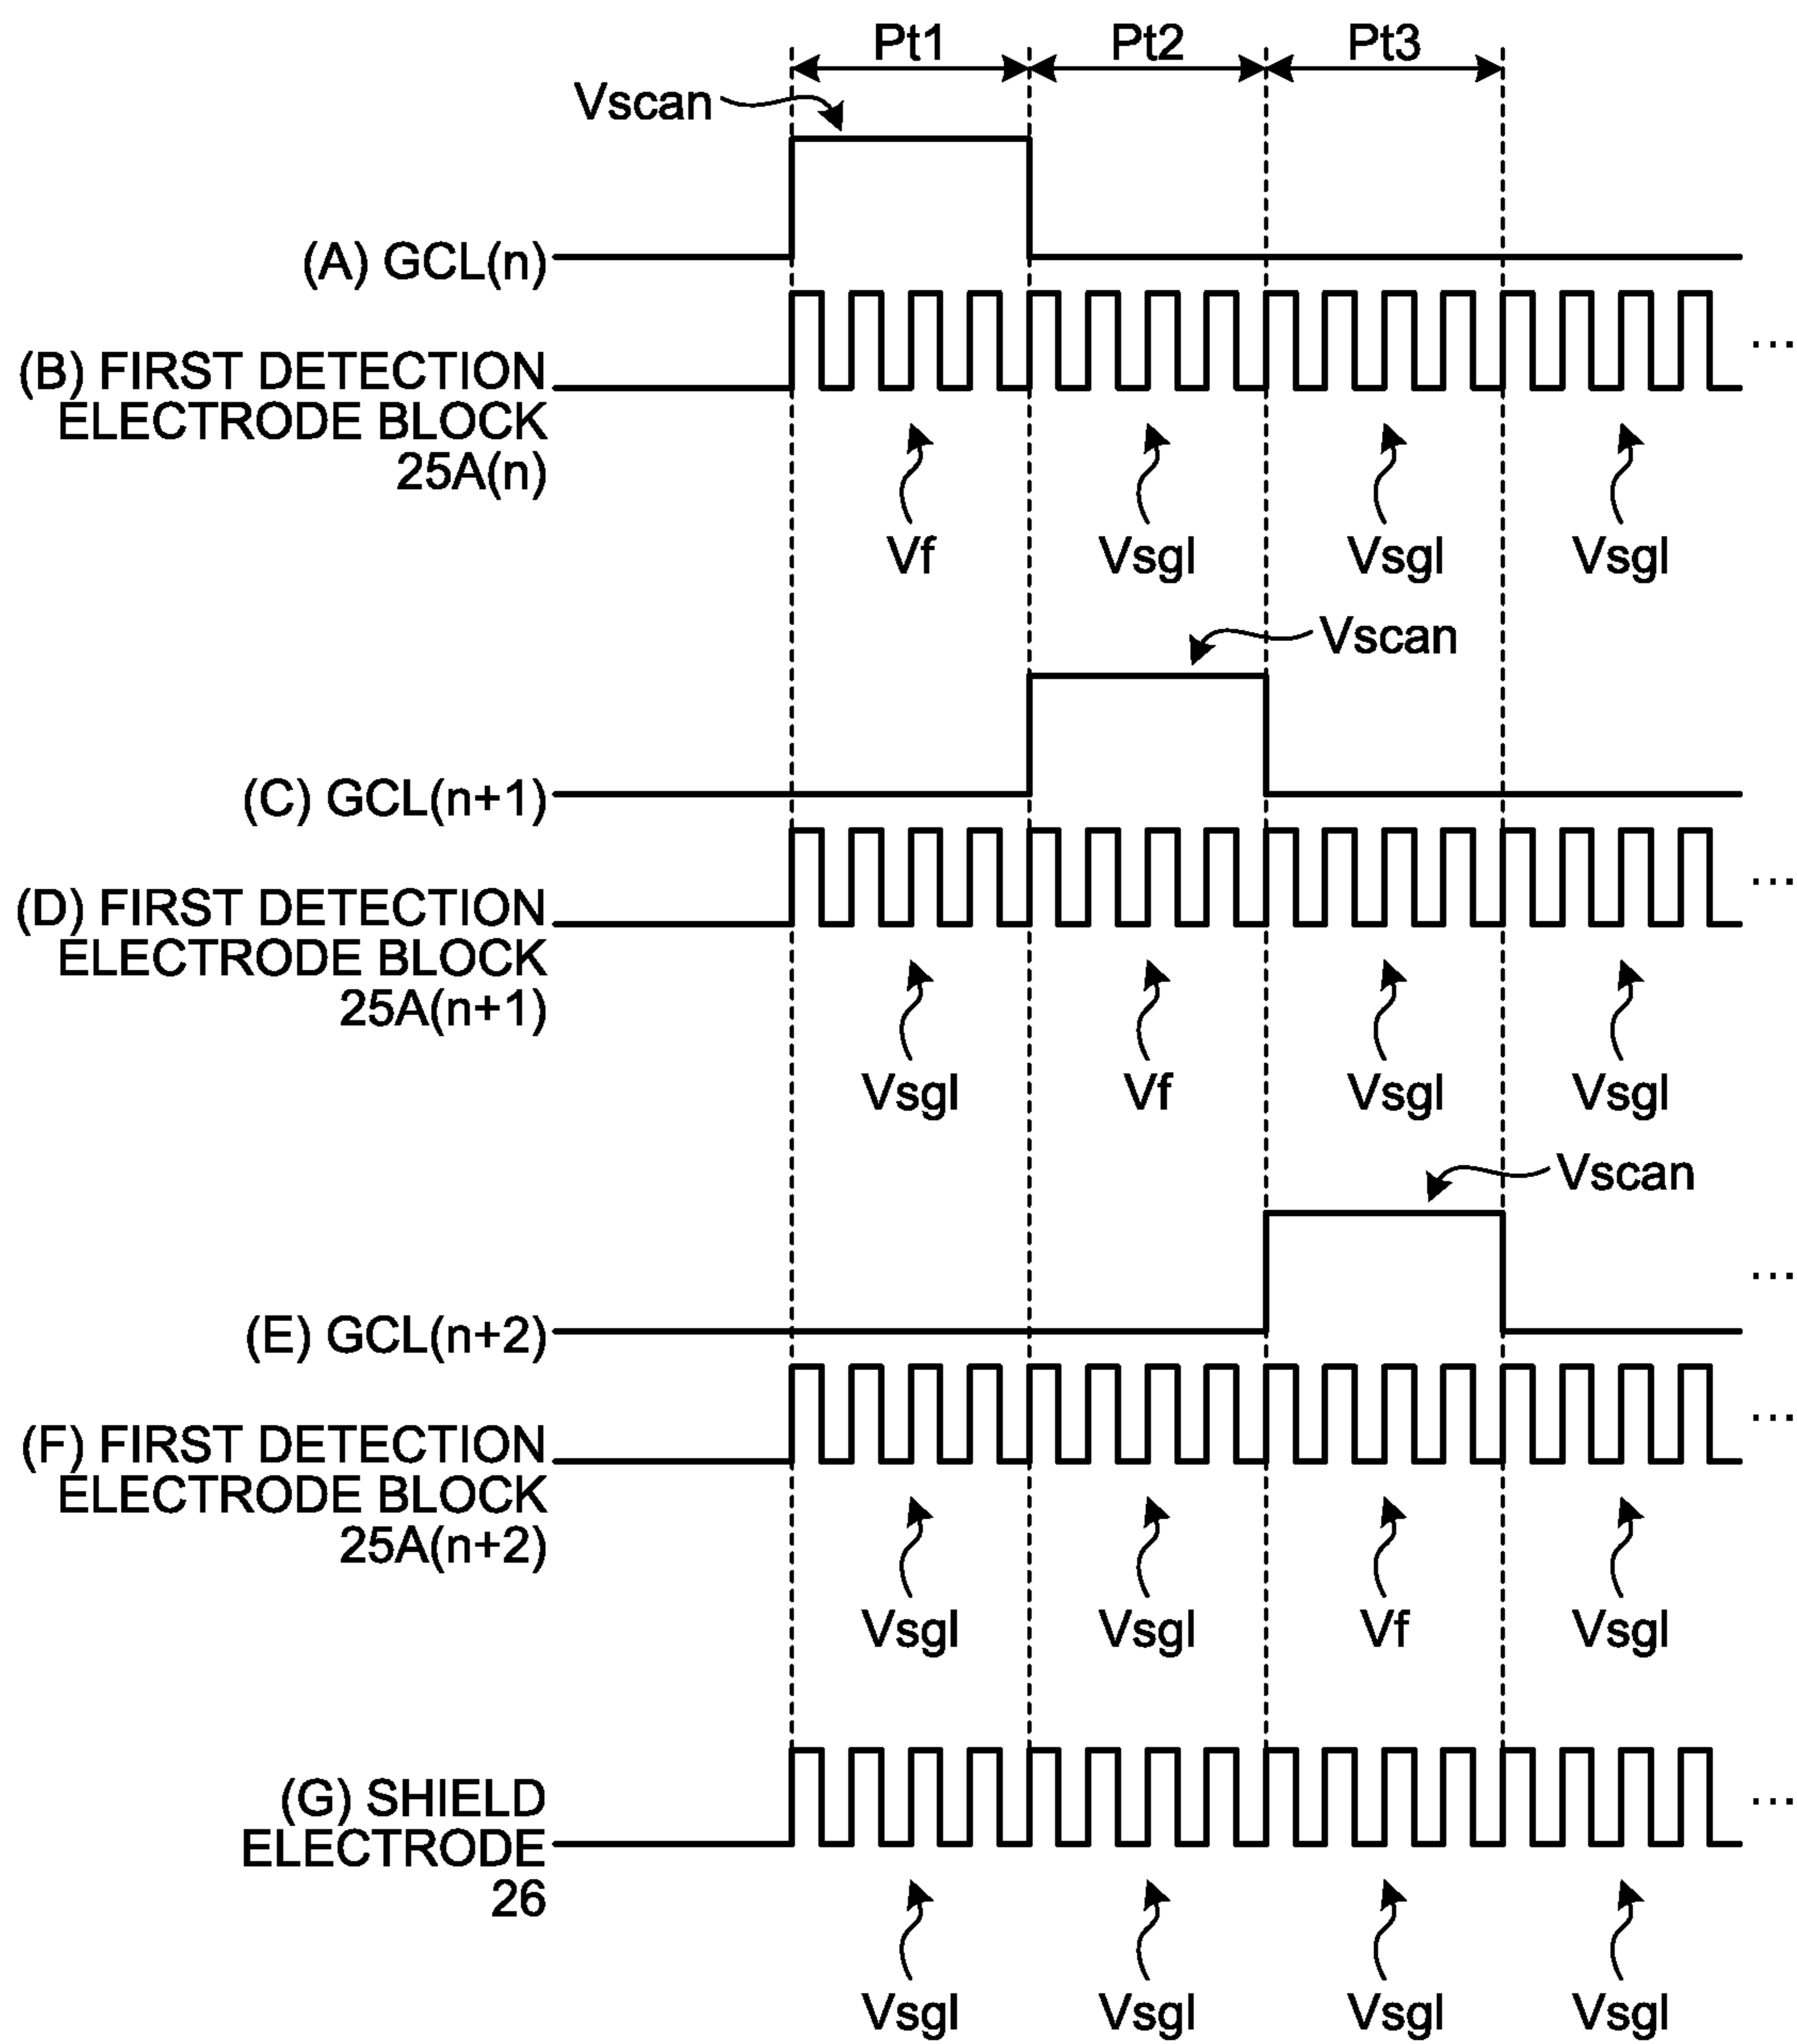 Pt1 Pt2 Pt3
Vscan
(A) GCL(n)
(B) FIRST DETECTION
ELECTRODE BLOCK
25A(n)
...
Vf Vsgl Vsgl Vsgl
Vscan
(C) GCL(n+1)
(D) FIRST DETECTION
ELECTRODE BLOCK
25A(n+1)
...
Vsgl Vf Vsgl Vsgl
Vscan
...
(E) GCL(n+2)
(F) FIRST DETECTION
ELECTRODE BLOCK
25A(n+2)
...
Vsgl Vsgl Vf Vsgl
(G) SHIELD
ELECTRODE
26
...
Vsgl Vsgl Vsgl Vsgl